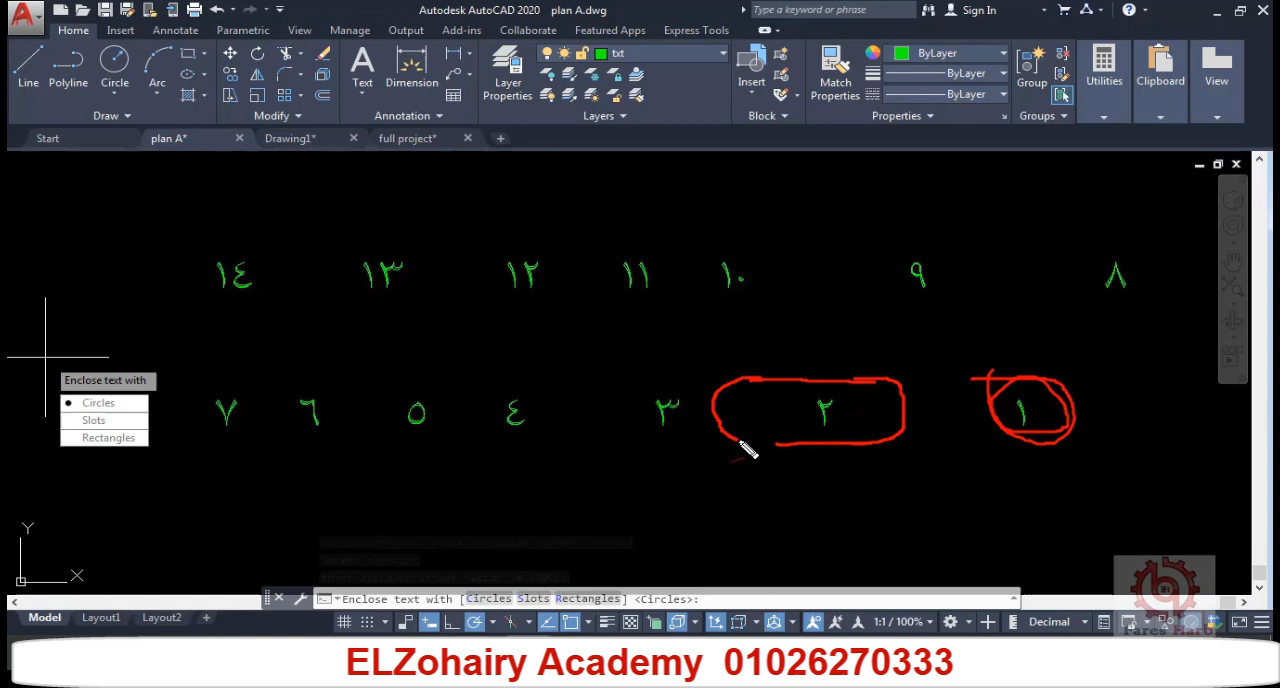 Autodesk AutoCAD 2020 plan A.dwg
Type a keyword or phrase
Sign In
Home Insert Annotate Parametric View Manage Output Add-ins Collaborate Featured Apps Express Tools
Line Polyline Circle Arc
Text Dimension
Layer Properties
txt
Insert
Match Properties
ByLayer
ByLayer
ByLayer
Group
Utilities
Clipboard
View
Draw Modify Annotation Layers Block Properties Groups
Start plan A* Drawing1* full project*
١٤ ١٣ ١٢ ١١ ١٠ ٩ ٨
Enclose text with
Circles
Slots
Rectangles
٧ ٦ ٥ ٤ ٣ ٢ ١
Y
X
Enclose text with [Circles Slots Rectangles] <Circles>:
Model Layout1 Layout2
1:1 / 100%
Decimal
Fares Harb
ELZohairy Academy 01026270333